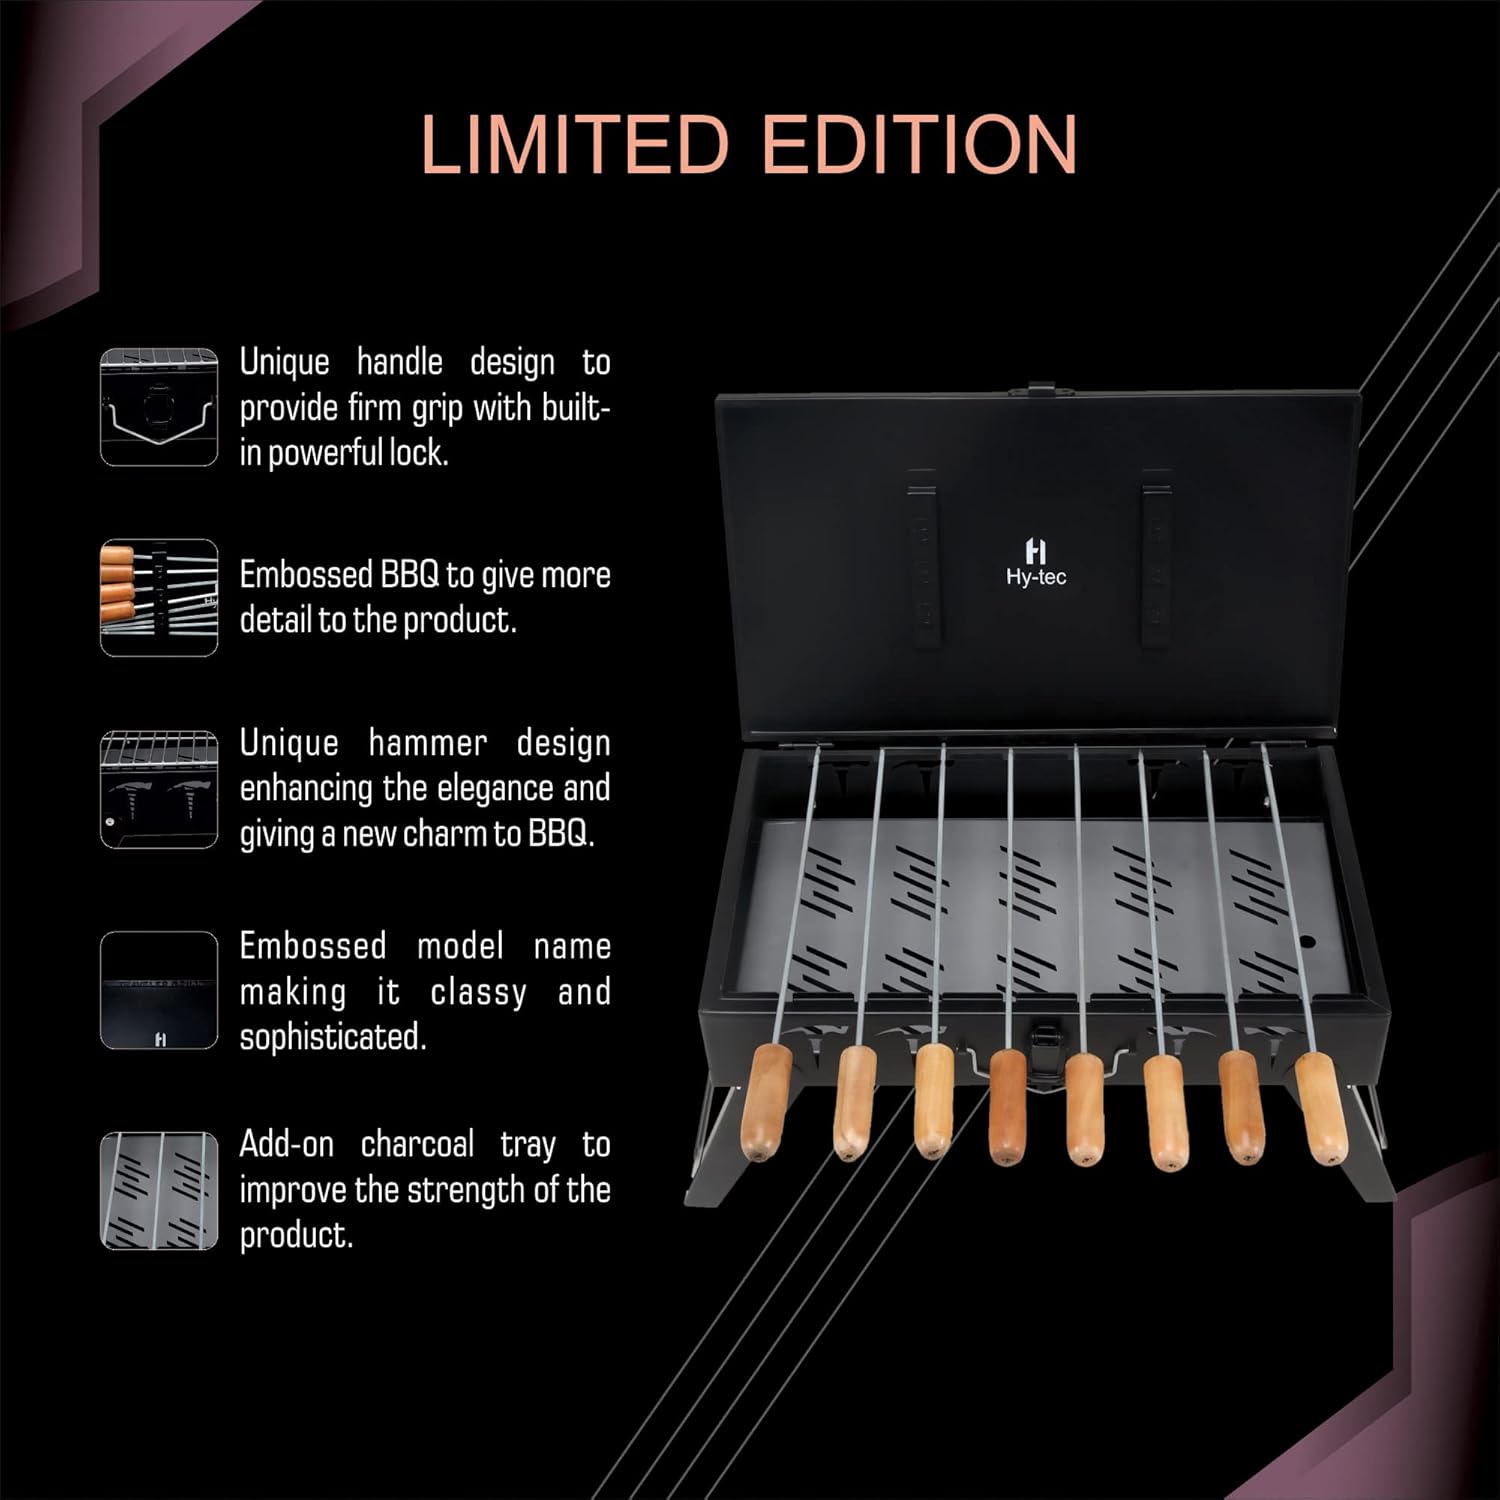 LIMITED EDITION
Unique handle design to
provide firm grip with built-
in powerful lock.
Embossed BBQ to give more
detail to the product.
Unique hammer design
enhancing the elegance and
giving a new charm to BBQ.
Embossed model name
making it classy and
sophisticated.
Add-on charcoal tray to
improve the strength of the
product.
Hy-tec